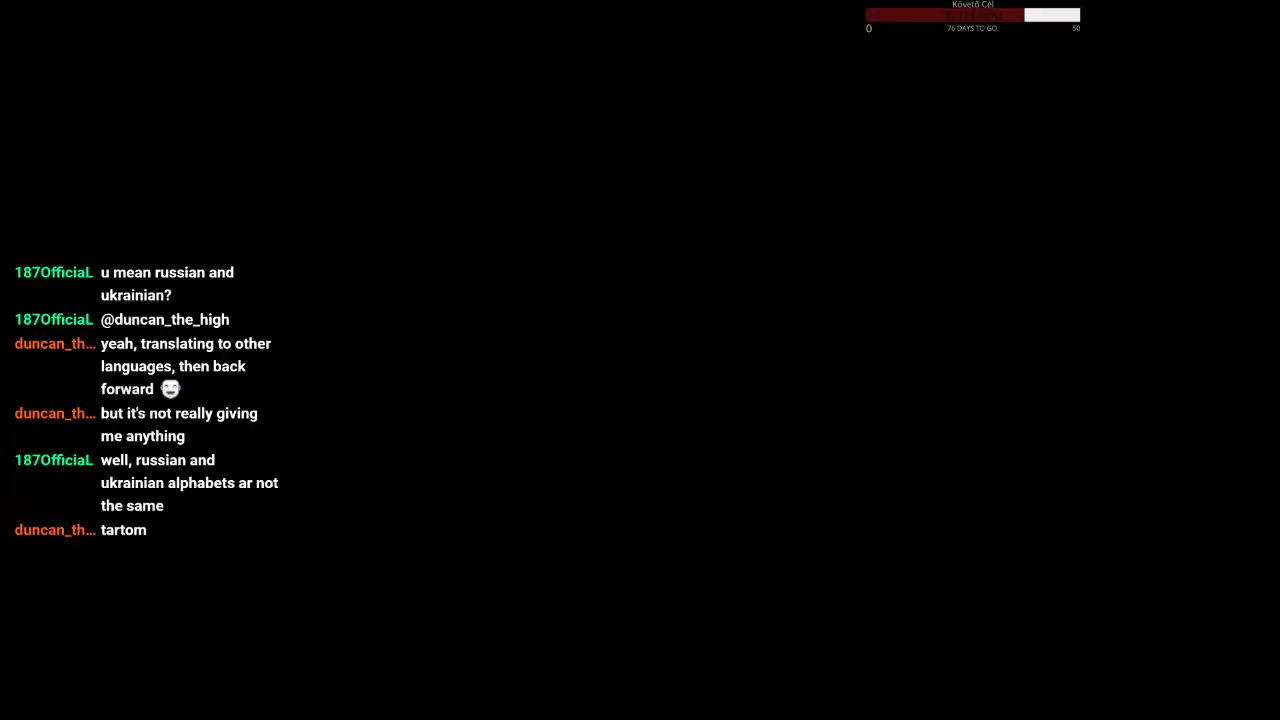 Követő Cél
0 76 DAYS TO GO 50
187OfficiaL u mean russian and
ukrainian?
187OfficiaL @duncan_the_high
duncan_th... yeah, translating to other
languages, then back
forward
duncan_th... but it's not really giving
me anything
187OfficiaL well, russian and
ukrainian alphabets ar not
the same
duncan_th... tartom